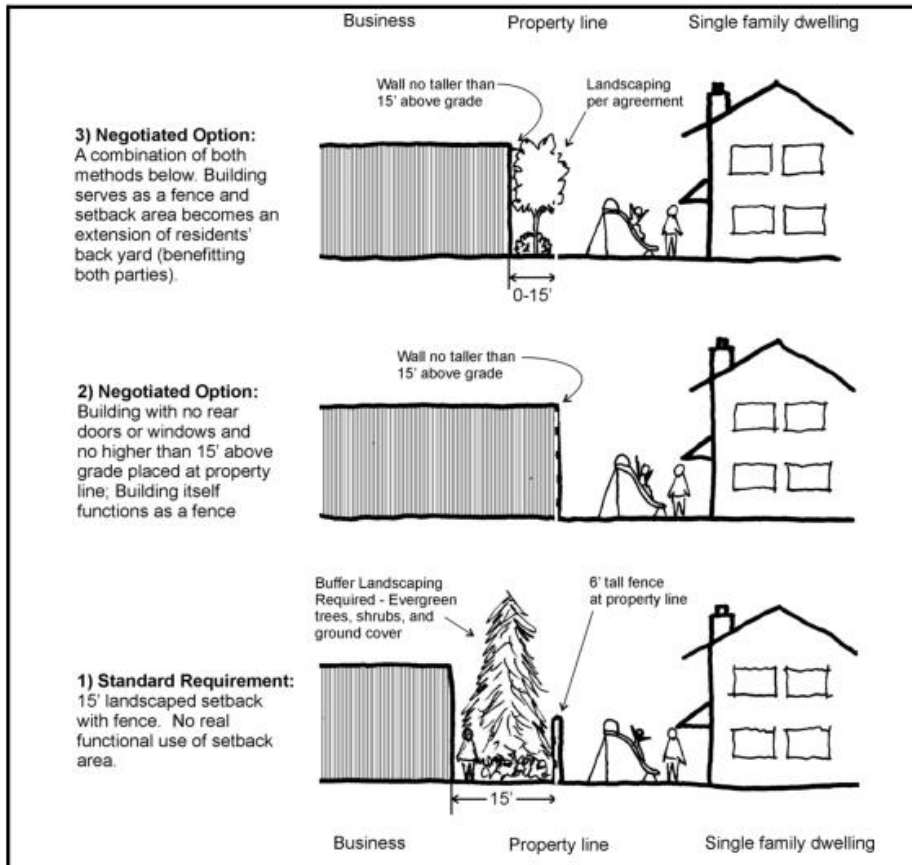 Business
Property line
Single family dwelling
Wall no taller than
15' above grade
Landscaping
per agreement
3) Negotiated Option:
A combination of both
methods below. Building
serves as a fence and
setback area becomes an
extension of residents'
back yard (benefitting
both parties).
0-15'
Wall no taller than
15' above grade
2) Negotiated Option:
Building with no rear
doors or windows and
no higher than 15' above
grade placed at property
line; Building itself
functions as a fence
Buffer Landscaping
Required - Evergreen
trees, shrubs, and
ground cover
6' tall fence
at property line
1) Standard Requirement:
15' landscaped setback
with fence. No real
functional use of setback
area.
15'
Business
Property line
Single family dwelling